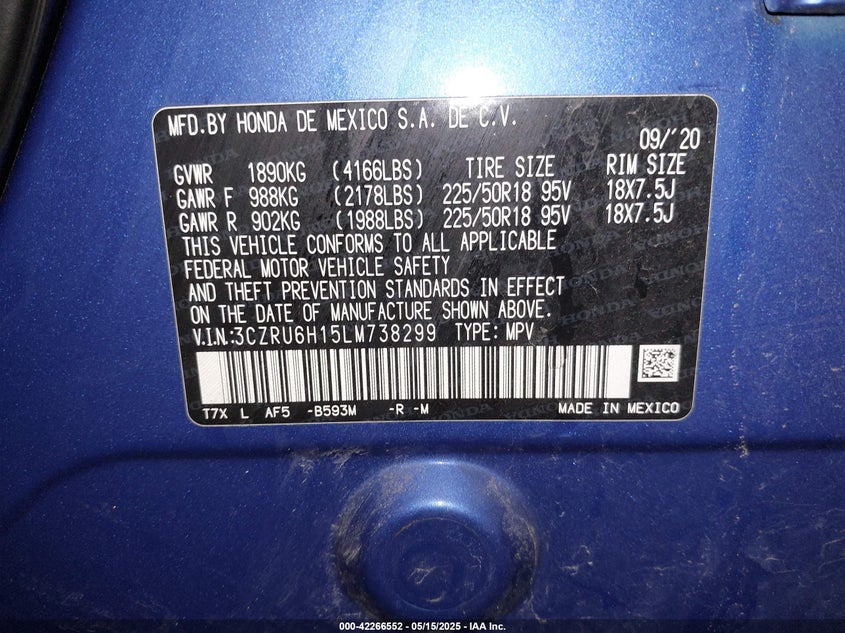 MFD.BY HONDA DE MEXICO S.A. DE C.V.
09/'20
GVWR 1890KG (4166LBS) TIRE SIZE RIM SIZE
GAWR F 988KG (2178LBS) 225/50R18 95V 18X7.5J
GAWR R 902KG (1988LBS) 225/50R18 95V 18X7.5J
THIS VEHICLE CONFORMS TO ALL APPLICABLE
FEDERAL MOTOR VEHICLE SAFETY
AND THEFT PREVENTION STANDARDS IN EFFECT
ON THE DATE OF MANUFACTURE SHOWN ABOVE.
V.I.N.:3CZRU6H15LM738299 TYPE: MPV
T7X L AF5 -B593M -R -M MADE IN MEXICO
000-42266552 - 05/15/2025 - IAA Inc.